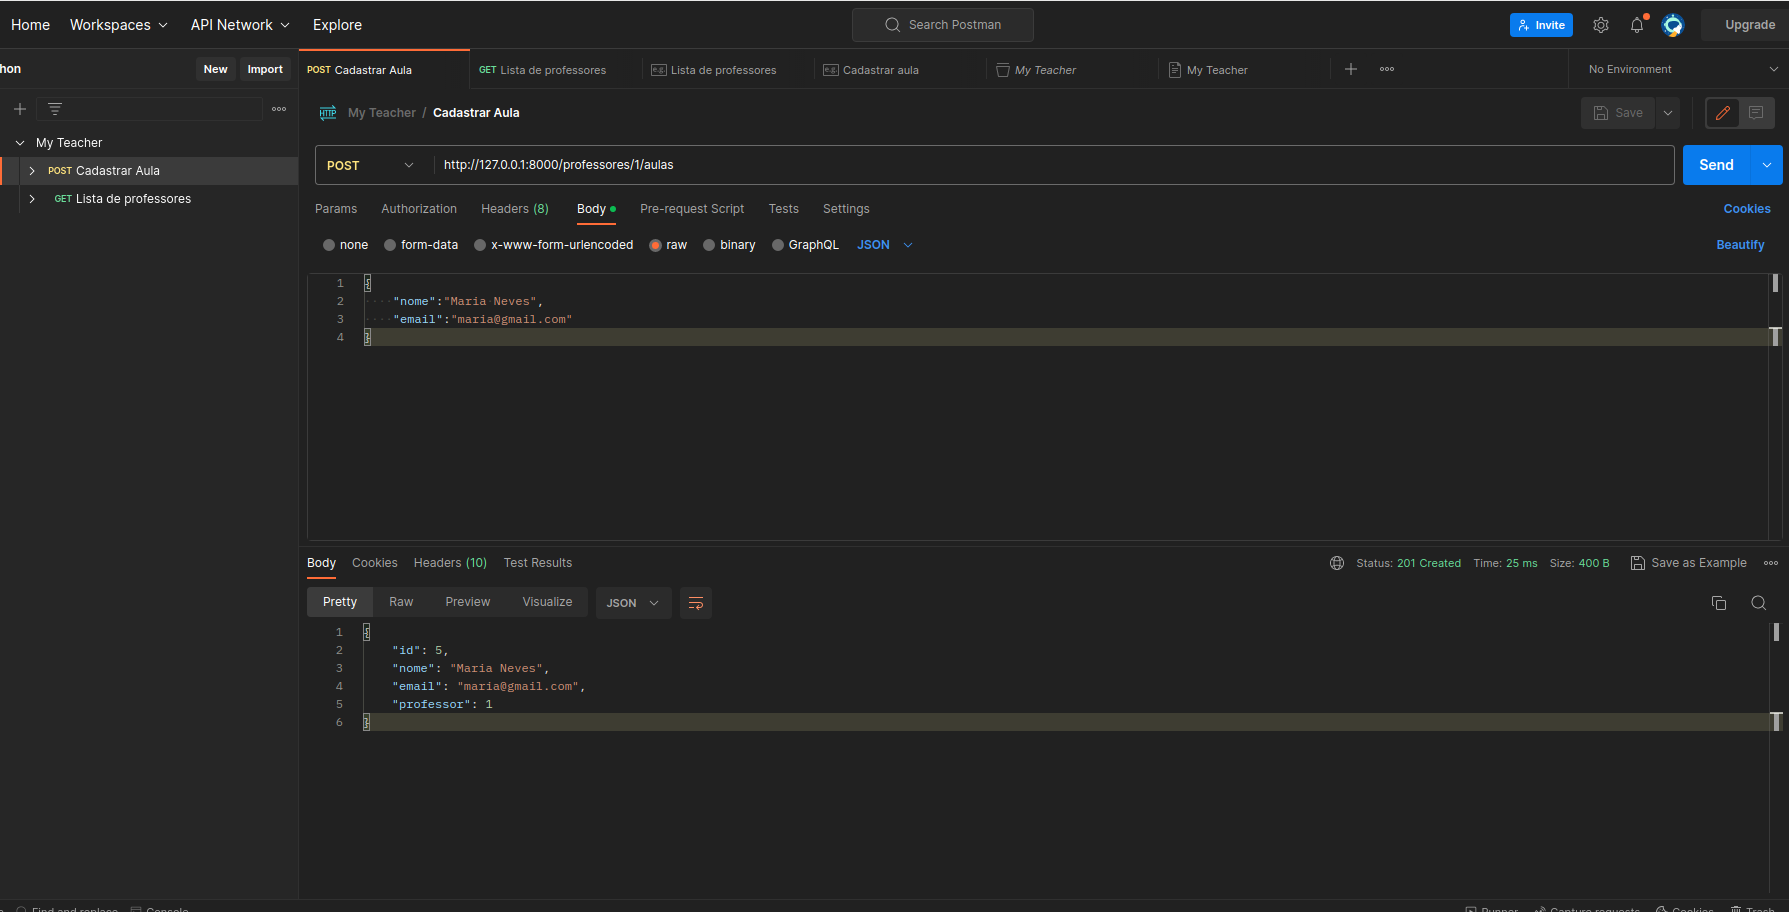 Home Workspaces API Network Explore Search Postman Invite Upgrade
hon New Import POST Cadastrar Aula GET Lista de professores e.g. Lista de professores e.g. Cadastrar aula My Teacher My Teacher No Environment
HTTP My Teacher / Cadastrar Aula Save
My Teacher
POST Cadastrar Aula
GET Lista de professores
POST http://127.0.0.1:8000/professores/1/aulas Send
Params Authorization Headers (8) Body Pre-request Script Tests Settings Cookies
none form-data x-www-form-urlencoded raw binary GraphQL JSON Beautify
1 {
2 "nome":"Maria Neves",
3 "email":"maria@gmail.com"
4 }
Body Cookies Headers (10) Test Results Status: 201 Created Time: 25 ms Size: 400 B Save as Example
Pretty Raw Preview Visualize JSON
1 {
2 "id": 5,
3 "nome": "Maria Neves",
4 "email": "maria@gmail.com",
5 "professor": 1
6 }
Find and replace Console Runner Capture requests Cookies Trash